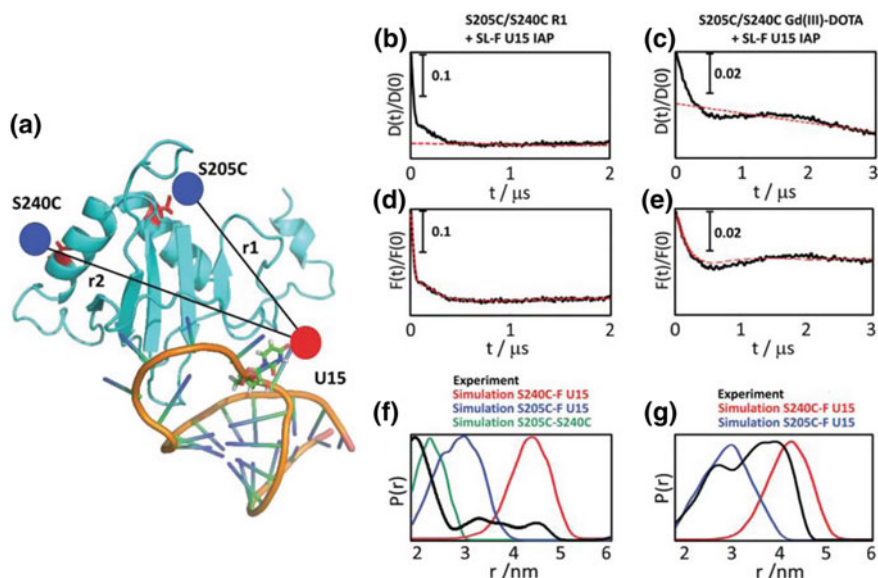 (a)
S205C
S240C
r1
r2
U15
(b)
S205C/S240C R1
+ SL-F U15 IAP
D(t)/D(0)
0.1
0
1
2
t / μs
(c)
S205C/S240C Gd(III)-DOTA
+ SL-F U15 IAP
D(t)/D(0)
0.02
0
1
2
3
t / μs
(d)
F(t)/F(0)
0.1
0
1
2
t / μs
(e)
F(t)/F(0)
0.02
0
1
2
3
t / μs
(f)
Experiment
Simulation S240C-F U15
Simulation S205C-F U15
Simulation S205C-S240C
P(r)
2
3
4
5
6
r /nm
(g)
Experiment
Simulation S240C-F U15
Simulation S205C-F U15
P(r)
2
3
4
5
6
r /nm